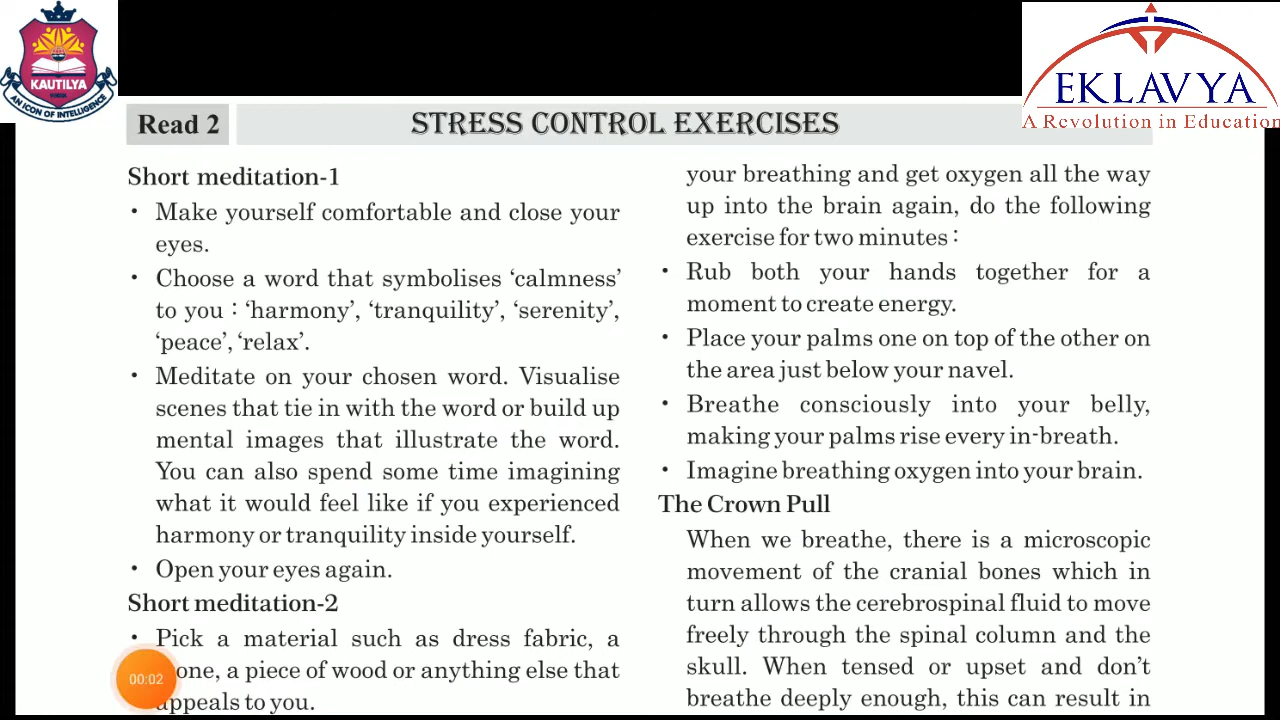 KAUTILYA
AN ICON OF INTELLIGENCE
EKLAVYA
A Revolution in Education
Read 2
STRESS CONTROL EXERCISES
Short meditation-1
• Make yourself comfortable and close your
eyes.
• Choose a word that symbolises ‘calmness’
to you : ‘harmony’, ‘tranquility’, ‘serenity’,
‘peace’, ‘relax’.
• Meditate on your chosen word. Visualise
scenes that tie in with the word or build up
mental images that illustrate the word.
You can also spend some time imagining
what it would feel like if you experienced
harmony or tranquility inside yourself.
• Open your eyes again.
Short meditation-2
• Pick a material such as dress fabric, a
one, a piece of wood or anything else that
appeals to you.
00:02
your breathing and get oxygen all the way
up into the brain again, do the following
exercise for two minutes :
• Rub both your hands together for a
moment to create energy.
• Place your palms one on top of the other on
the area just below your navel.
• Breathe consciously into your belly,
making your palms rise every in-breath.
• Imagine breathing oxygen into your brain.
The Crown Pull
When we breathe, there is a microscopic
movement of the cranial bones which in
turn allows the cerebrospinal fluid to move
freely through the spinal column and the
skull. When tensed or upset and don’t
breathe deeply enough, this can result in